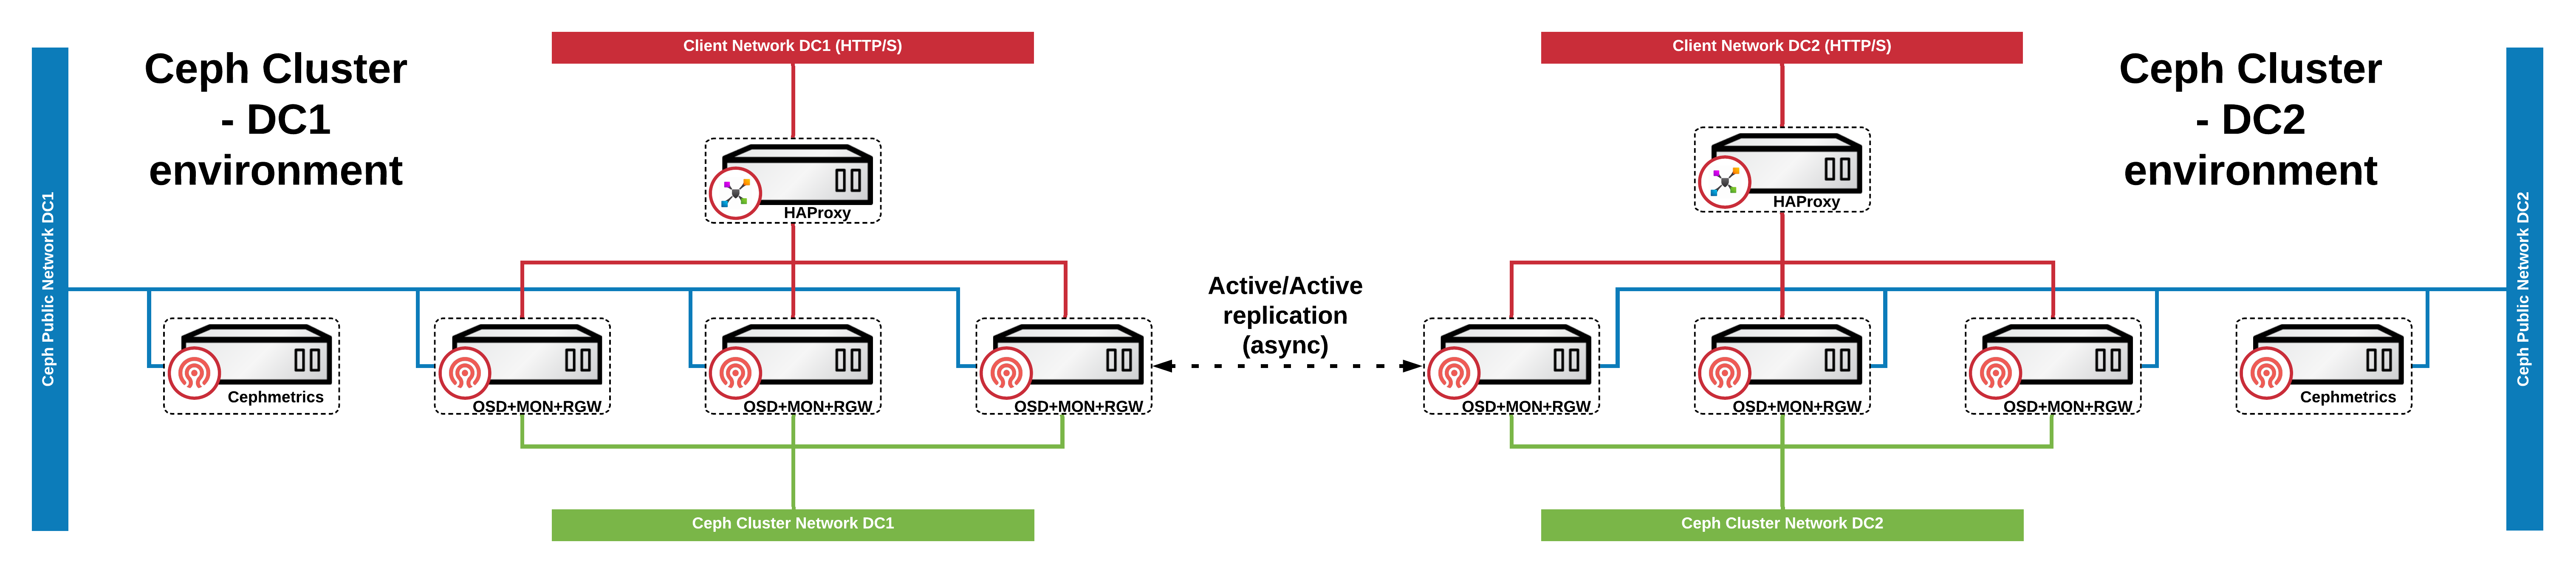 Client Network DC1 (HTTP/S)
Client Network DC2 (HTTP/S)
Ceph Cluster
- DC1
environment
Ceph Cluster
- DC2
environment
Ceph Public Network DC1
Ceph Public Network DC2
HAProxy
HAProxy
Active/Active
replication
(async)
Cephmetrics
OSD+MON+RGW
OSD+MON+RGW
OSD+MON+RGW
OSD+MON+RGW
OSD+MON+RGW
OSD+MON+RGW
Cephmetrics
Ceph Cluster Network DC1
Ceph Cluster Network DC2